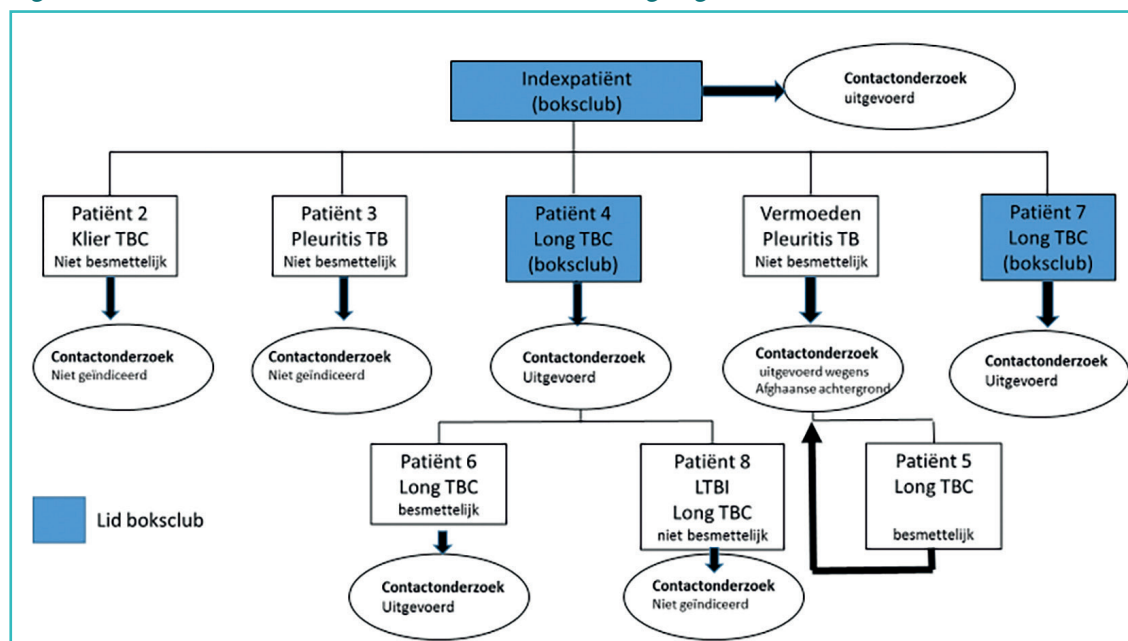 Indexpatiënt
(boksclub)
Contactonderzoek
uitgevoerd
Patiënt 2
Klier TBC
Niet besmettelijk
Patiënt 3
Pleuritis TB
Niet besmettelijk
Patiënt 4
Long TBC
(boksclub)
Vermoeden
Pleuritis TB
Niet besmettelijk
Patiënt 7
Long TBC
(boksclub)
Contactonderzoek
Niet geïndiceerd
Contactonderzoek
Niet geïndiceerd
Contactonderzoek
Uitgevoerd
Contactonderzoek
uitgevoerd wegens
Afghaanse achtergrond
Contactonderzoek
Uitgevoerd
Patiënt 6
Long TBC
besmettelijk
Patiënt 8
LTBI
Long TBC
niet besmettelijk
Patiënt 5
Long TBC
besmettelijk
Lid boksclub
Contactonderzoek
Uitgevoerd
Contactonderzoek
Niet geïndiceerd